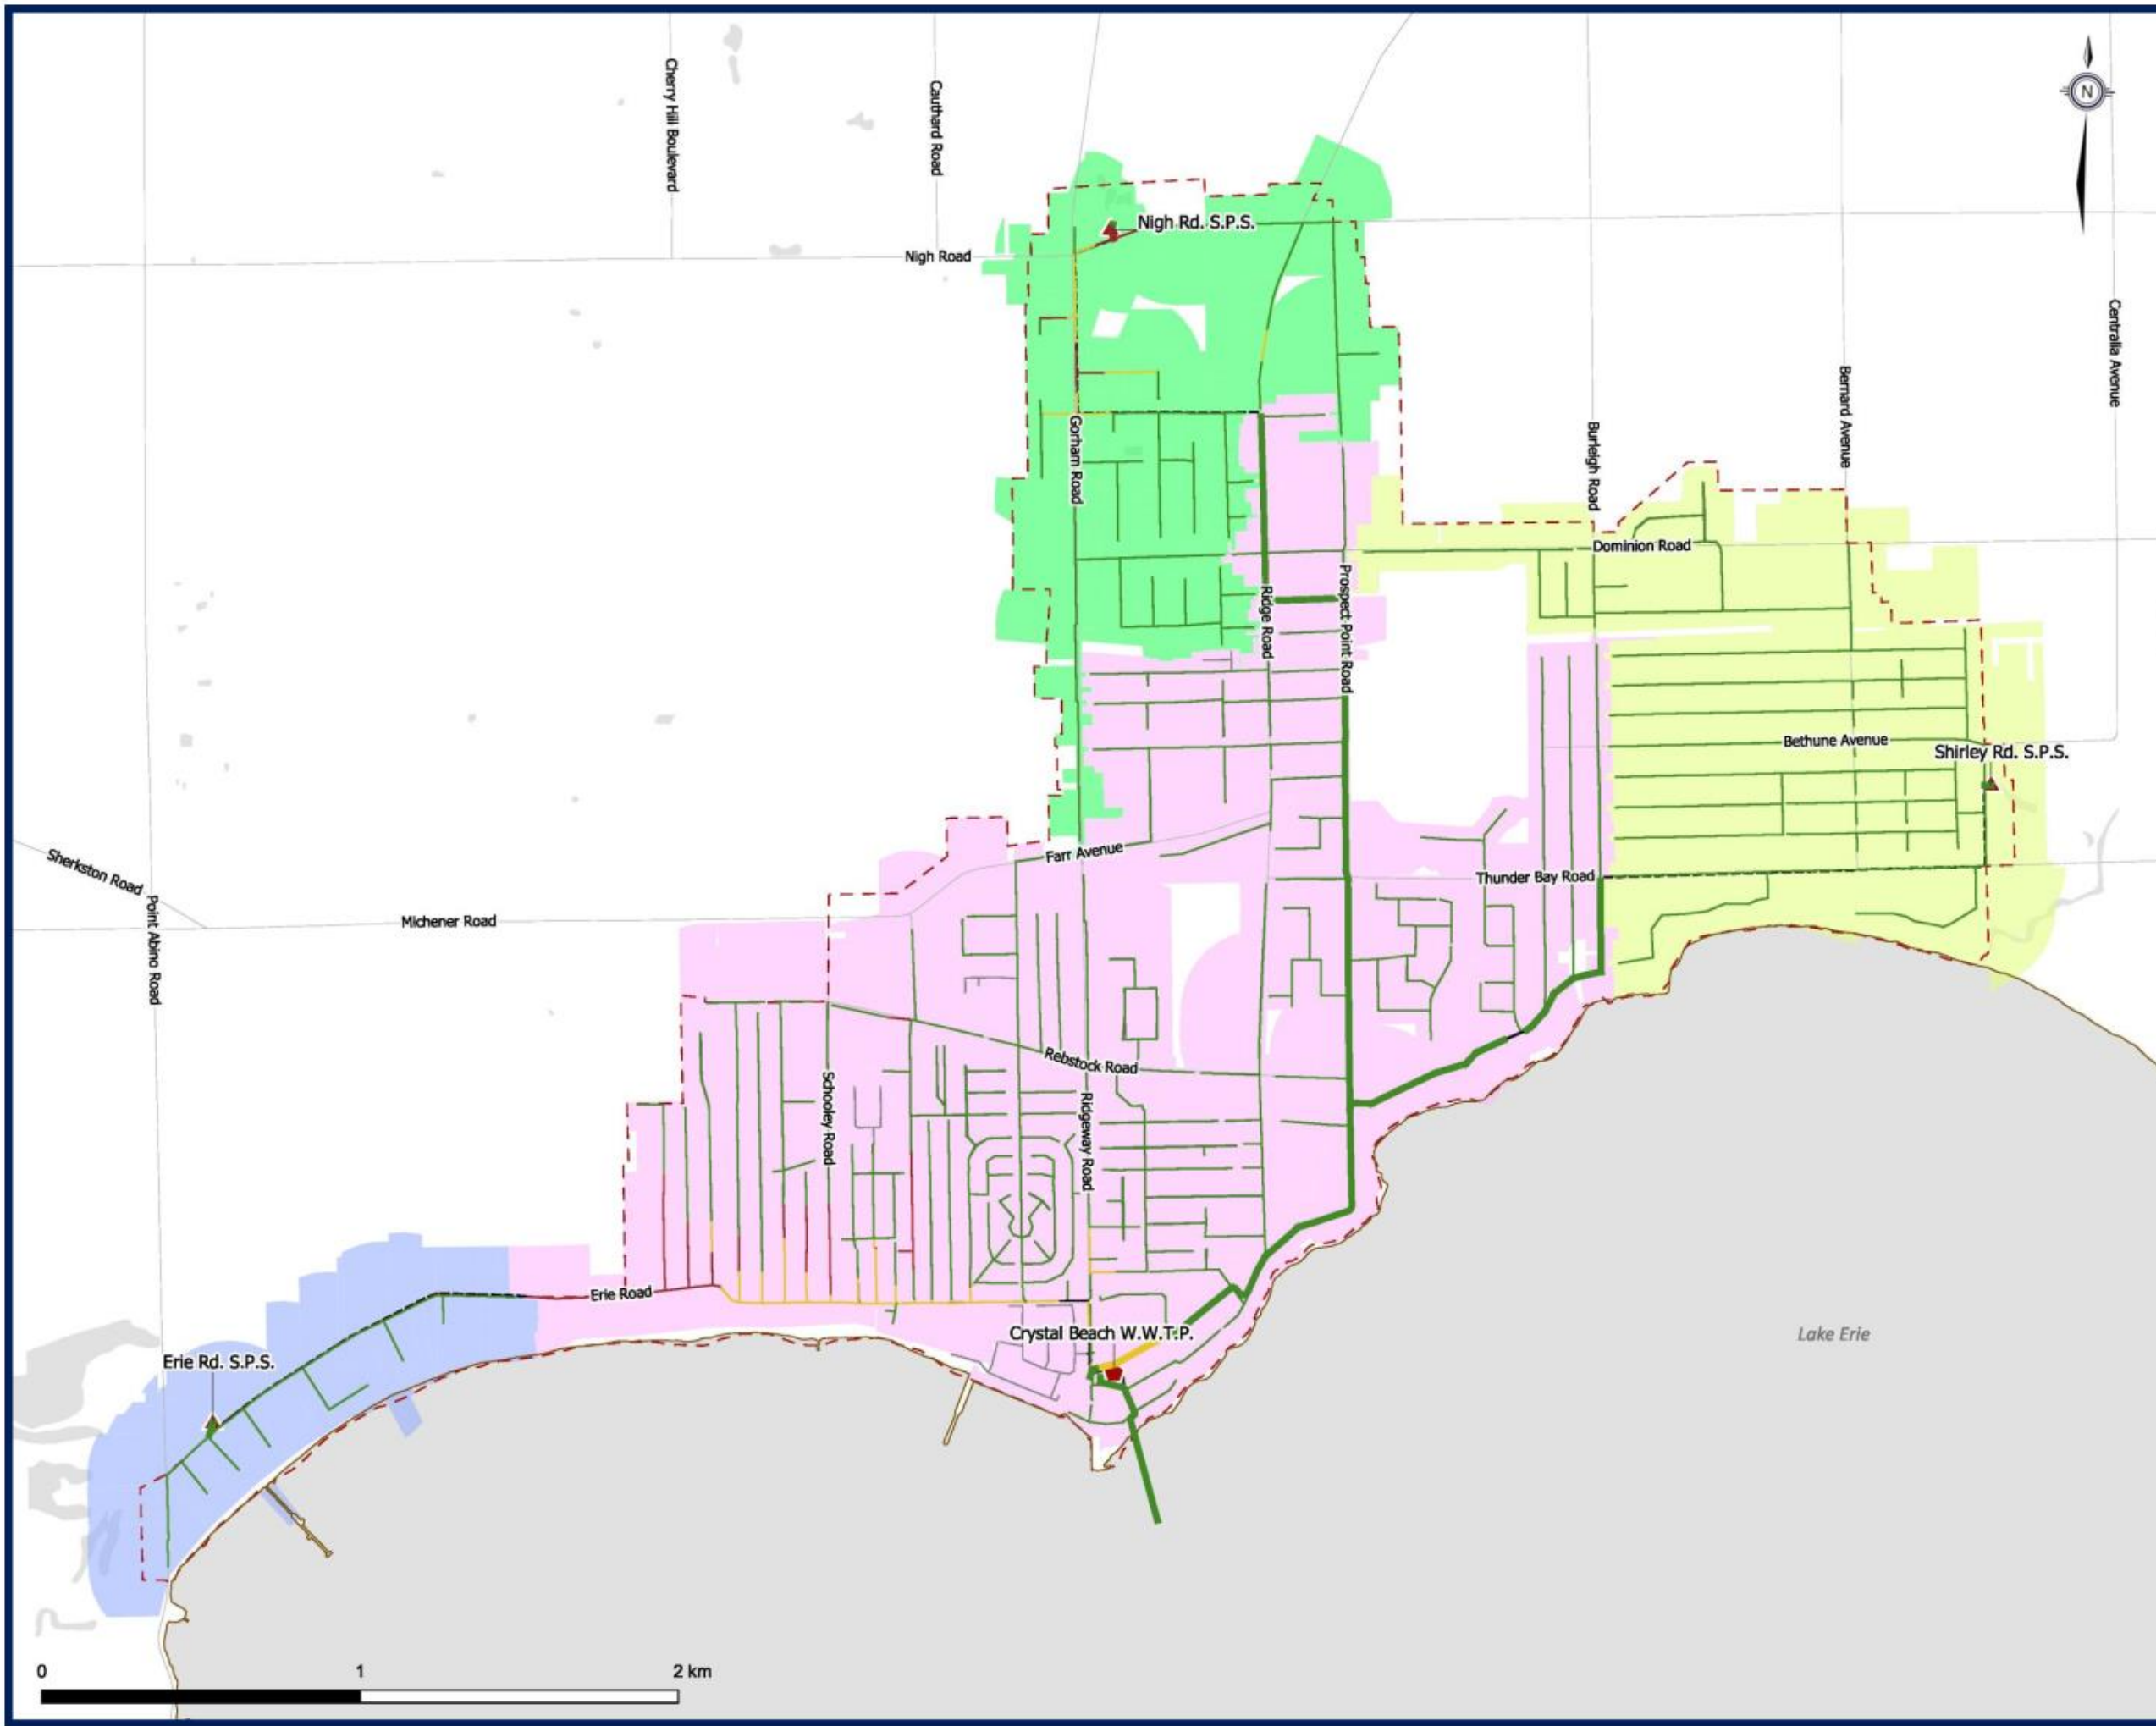 Cherry Hill Boulevard
Cauthard Road
N
Nigh Rd. S.P.S.
Nigh Road
Centralia Avenue
Bernard Avenue
Burleigh Road
Gorham Road
Dominion Road
Prospect Point Road
Ridge Road
Bethune Avenue
Shirley Rd. S.P.S.
Farr Avenue
Sherkston Road
Thunder Bay Road
Point Abino Road
Michener Road
Rebstock Road
Schooley Road
Ridgeway Road
Erie Road
Crystal Beach W.W.T.P.
Lake Erie
Erie Rd. S.P.S.
0 1 2 km